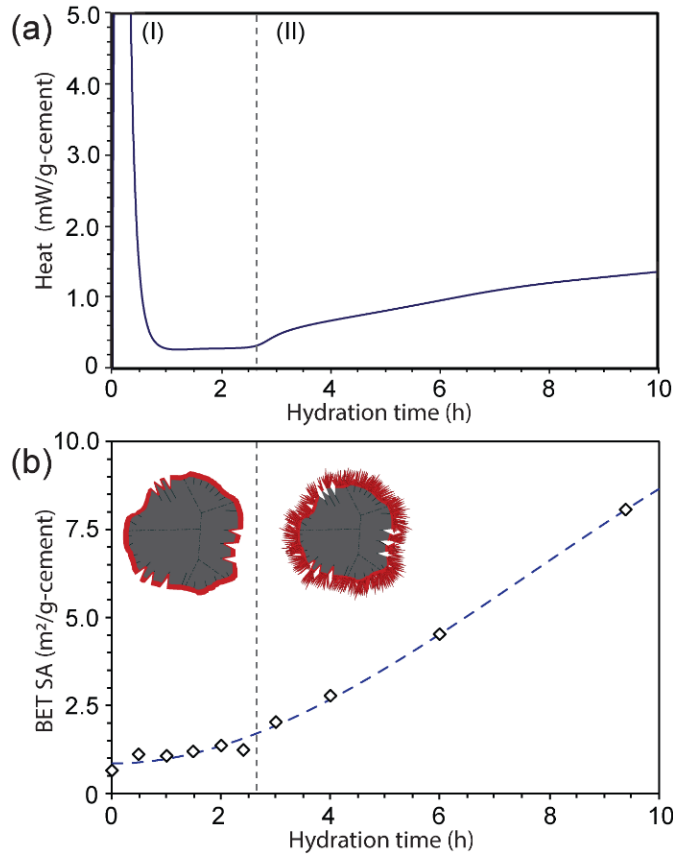 (a)
(I)
(II)
5.0
4.0
3.0
2.0
1.0
0
Heat (mW/g-cement)
0 2 4 6 8 10
Hydration time (h)
(b)
10.0
7.5
5.0
2.5
0
BET SA (m²/g-cement)
0 2 4 6 8 10
Hydration time (h)